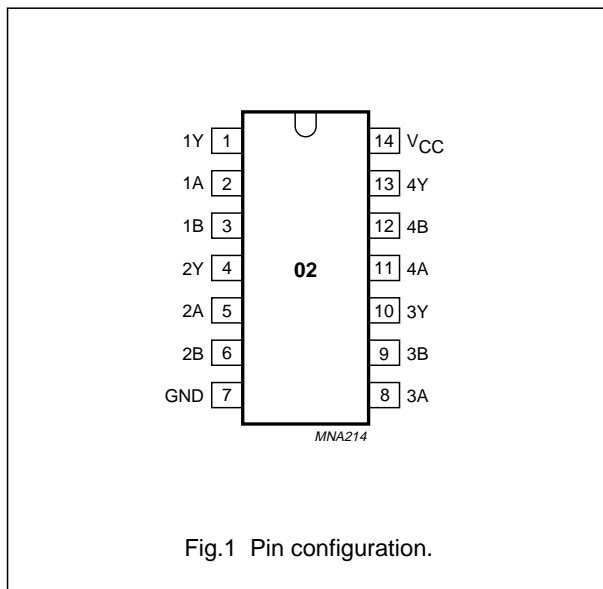 1Y 1 14 VCC
1A 2 13 4Y
1B 3 12 4B
2Y 4 02 11 4A
2A 5 10 3Y
2B 6 9 3B
GND 7 8 3A
MNA214
Fig.1 Pin configuration.